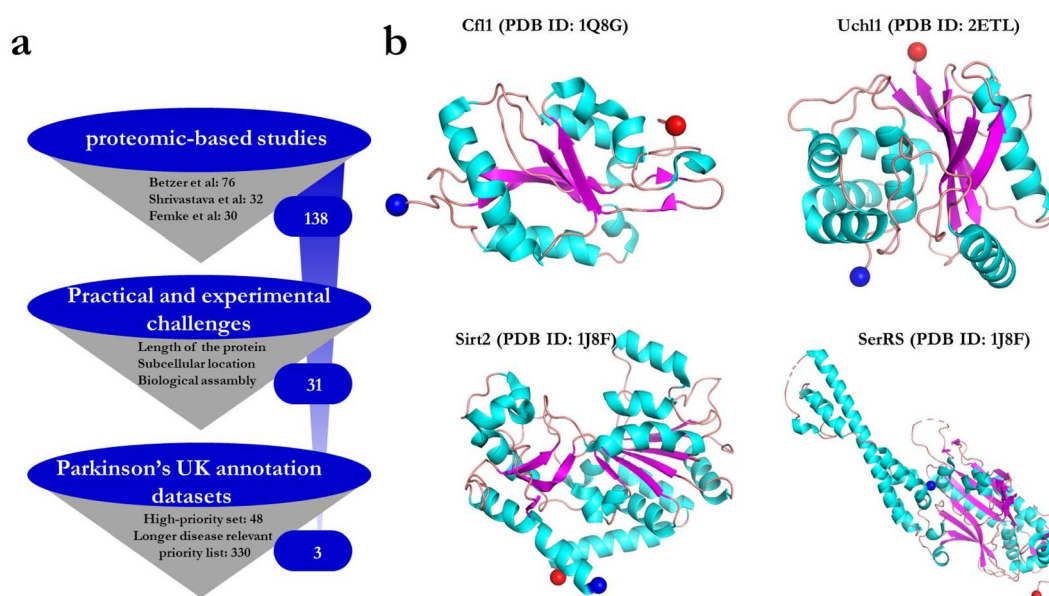 a
proteomic-based studies
Betzer et al: 76
Shrivastava et al: 32
Femke et al: 30
138
Practical and experimental
challenges
Length of the protein
Subcellular location
Biological assambly
31
Parkinson's UK annotation
datasets
High-priority set: 48
Longer disease relevant
priority list: 330
3
b
Cfl1 (PDB ID: 1Q8G)
Uchl1 (PDB ID: 2ETL)
Sirt2 (PDB ID: 1J8F)
SerRS (PDB ID: 1J8F)